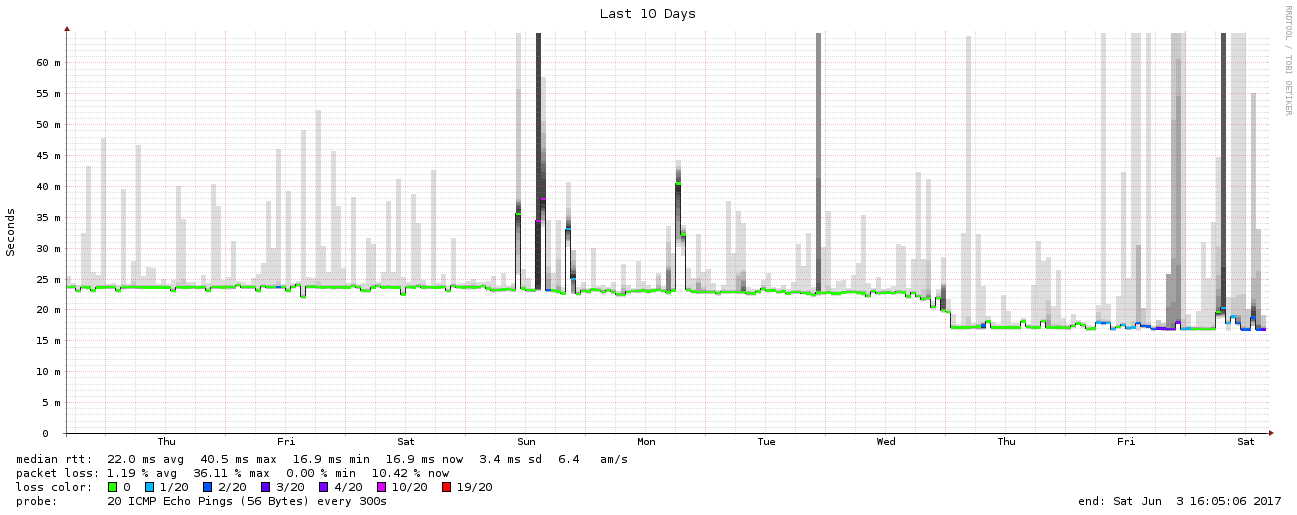 Last 10 Days
RRDTOOL / TOBI OETIKER
Seconds
60 m
55 m
50 m
45 m
40 m
35 m
30 m
25 m
20 m
15 m
10 m
5 m
0
Thu Fri Sat Sun Mon Tue Wed Thu Fri Sat
median rtt: 22.0 ms avg 40.5 ms max 16.9 ms min 16.9 ms now 3.4 ms sd 6.4 am/s
packet loss: 1.19 % avg 36.11 % max 0.00 % min 10.42 % now
loss color: 0 1/20 2/20 3/20 4/20 10/20 19/20
probe: 20 ICMP Echo Pings (56 Bytes) every 300s end: Sat Jun 3 16:05:06 2017